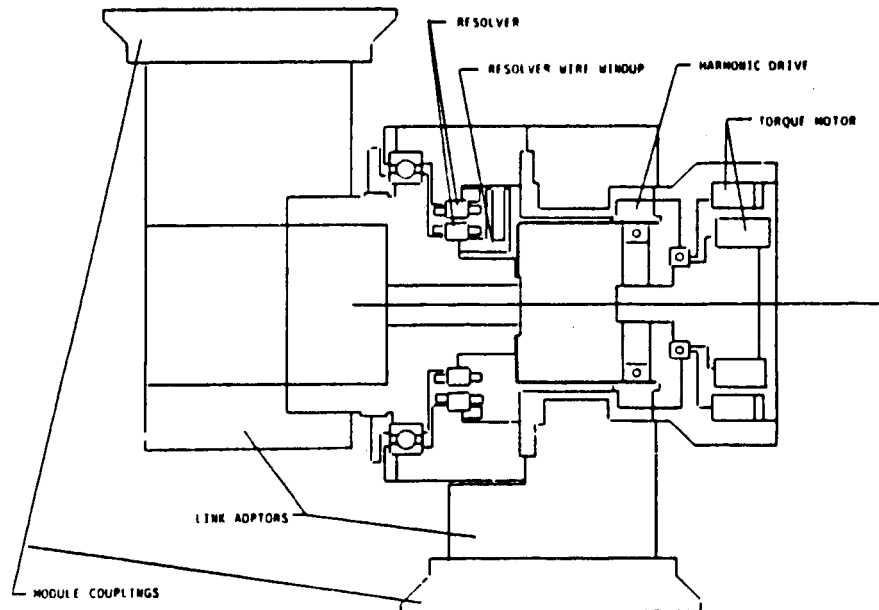 RESOLVER
RESOLVER WIRE WINDUP
HARMONIC DRIVE
TORQUE MOTOR
LINK ADPTORS
MODULE COUPLINGS